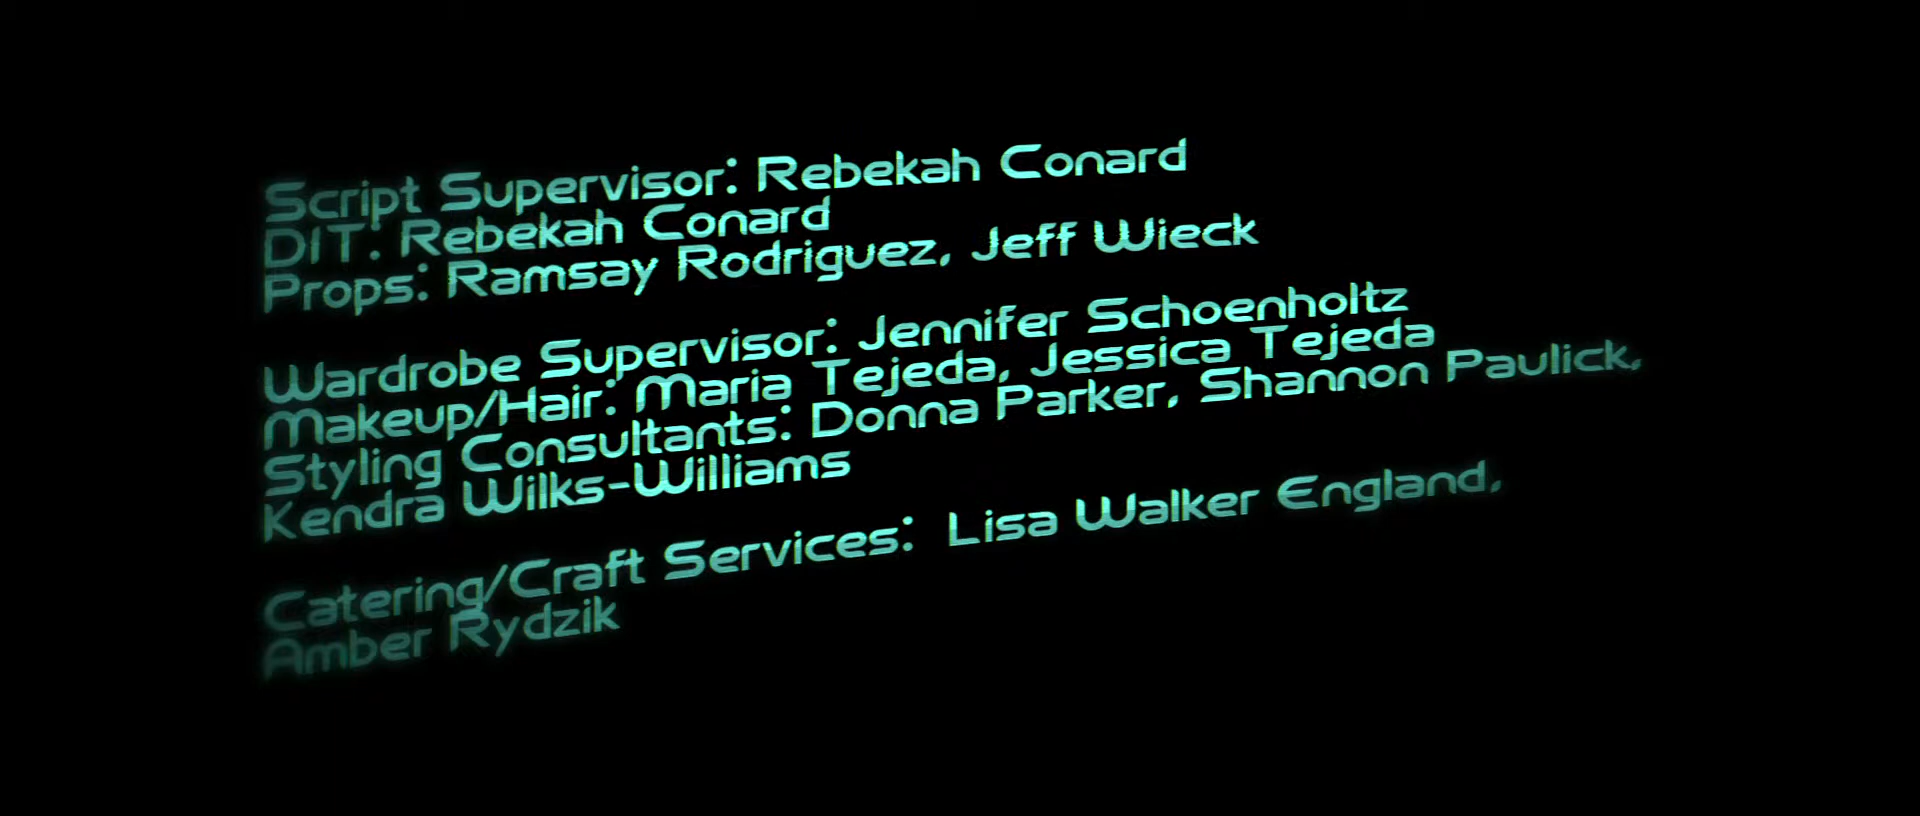 Script Supervisor: Rebekah Conard
DIT: Rebekah Conard
Props: Ramsay Rodriguez, Jeff Wieck
Wardrobe Supervisor: Jennifer Schoenholtz
Makeup/Hair: Maria Tejeda, Jessica Tejeda
Styling Consultants: Donna Parker, Shannon Paulick,
Kendra Wilks-Williams
Catering/Craft Services: Lisa Walker England,
Amber Rydzik